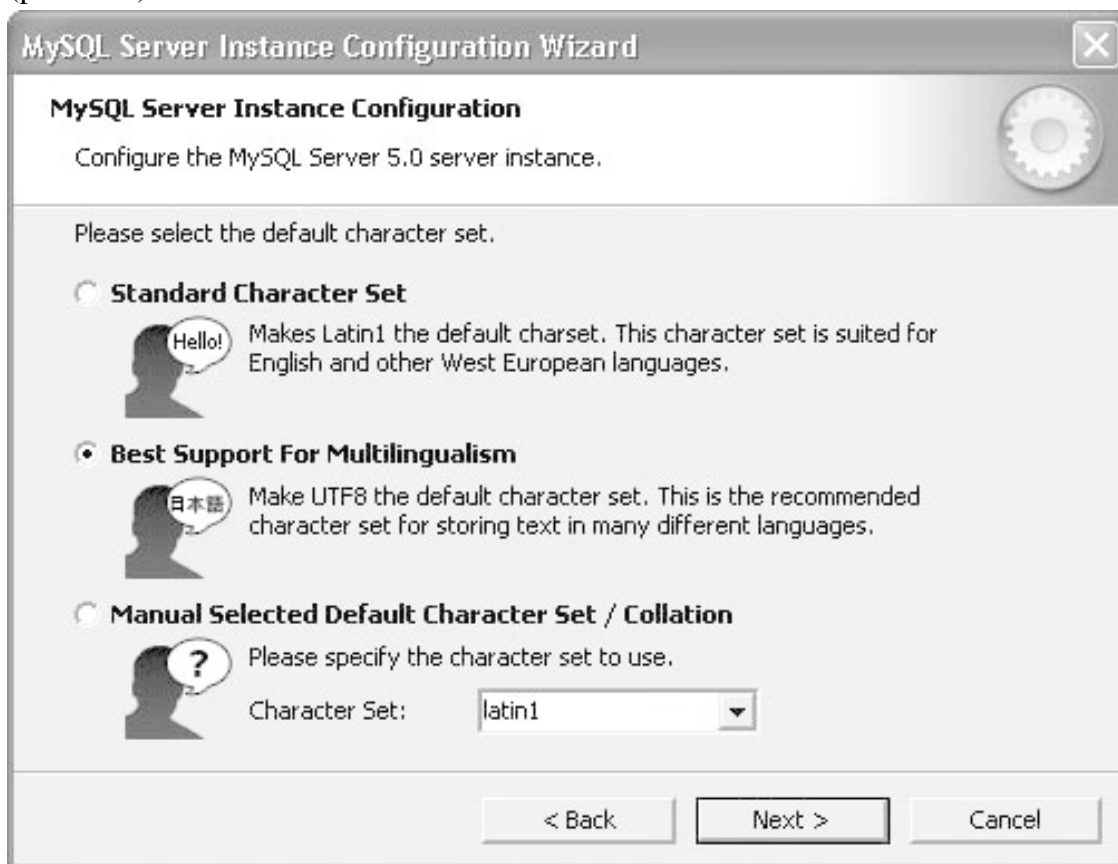 MySQL Server Instance Configuration Wizard
MySQL Server Instance Configuration
Configure the MySQL Server 5.0 server instance.
Please select the default character set.
Standard Character Set
Hello!
Makes Latin1 the default charset. This character set is suited for
English and other West European languages.
Best Support For Multilingualism
日本語
Make UTF8 the default character set. This is the recommended
character set for storing text in many different languages.
Manual Selected Default Character Set / Collation
?
Please specify the character set to use.
Character Set: latin1
< Back Next > Cancel